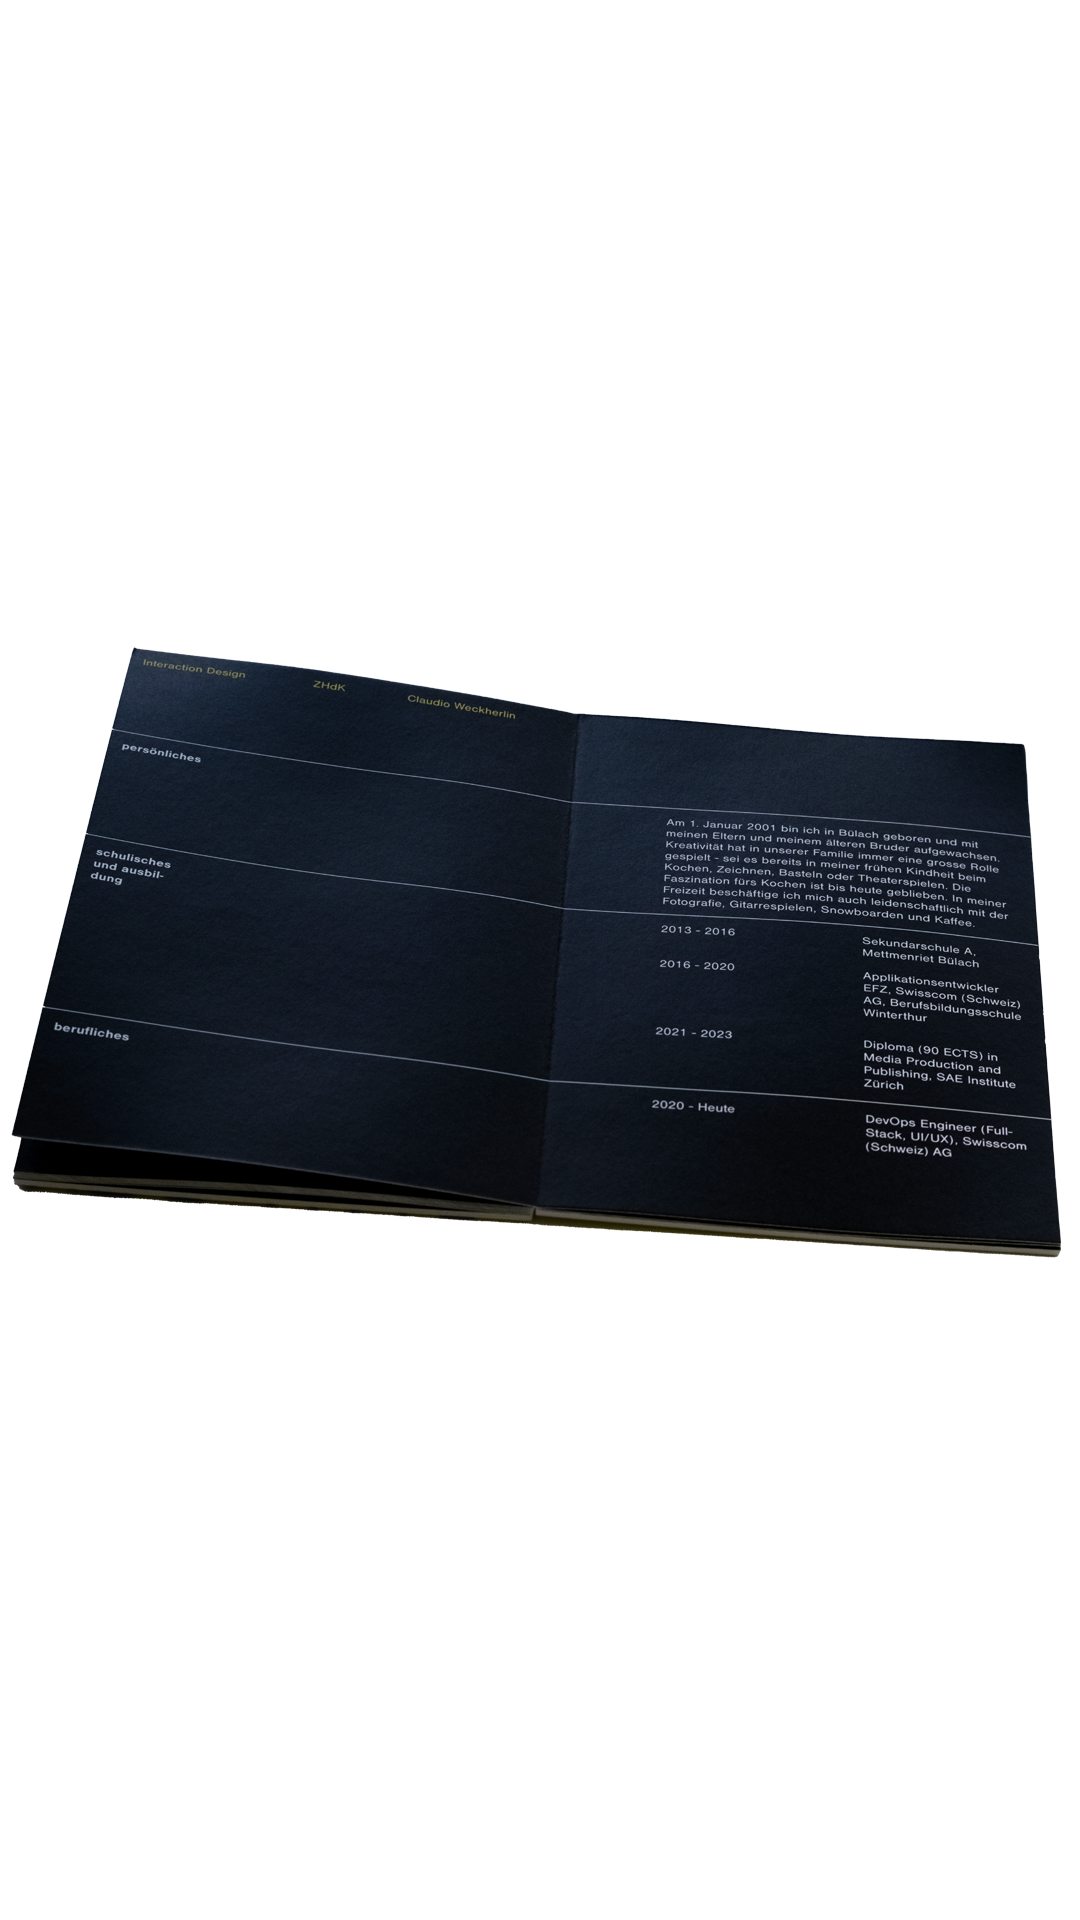 Interaction Design
ZHdK
Claudio Weckherlin
persönliches
Am 1. Januar 2001 bin ich in Bülach geboren und mit
meinen Eltern und meinem älteren Bruder aufgewachsen.
Kreativität hat in unserer Familie immer eine grosse Rolle
gespielt - sei es bereits in meiner frühen Kindheit beim
Kochen, Zeichnen, Basteln oder Theaterspielen. Die
Faszination fürs Kochen ist bis heute geblieben. In meiner
Freizeit beschäftige ich mich auch leidenschaftlich mit der
Fotografie, Gitarrespielen, Snowboarden und Kaffee.
schulisches
und ausbil-
dung
2013 - 2016
Sekundarschule A,
Mettmenriet Bülach
2016 - 2020
Applikationsentwickler
EFZ, Swisscom (Schweiz)
AG, Berufsbildungsschule
Winterthur
2021 - 2023
Diploma (90 ECTS) in
Media Production and
Publishing, SAE Institute
Zürich
berufliches
2020 - Heute
DevOps Engineer (Full-
Stack, UI/UX), Swisscom
(Schweiz) AG